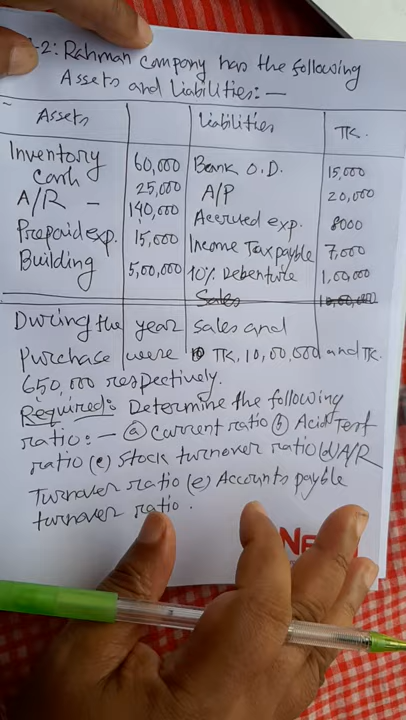 -2: Rahman Company has the following
Assets and Liabilities:—
Assets Liabilities TK.
Inventory 60,000 Bank O.D. 15,000
Cash 25,000 A/P 20,000
A/R - 140,000 Accrued exp. 8000
Prepaid exp. 15,000 Income Tax payable 7,000
Building 5,00,000 10% Debenture 1,00,000
Sales 10,00,000
During the year sales and
Purchase were TK. 10,00,000 and TK.
650,000 respectively.
Required: Determine the following
ratio:— (a) Current ratio (b) Acid Test
ratio (c) Stock turnover ratio (d) A/R
Turnover ratio (e) Accounts payble
turnover ratio.